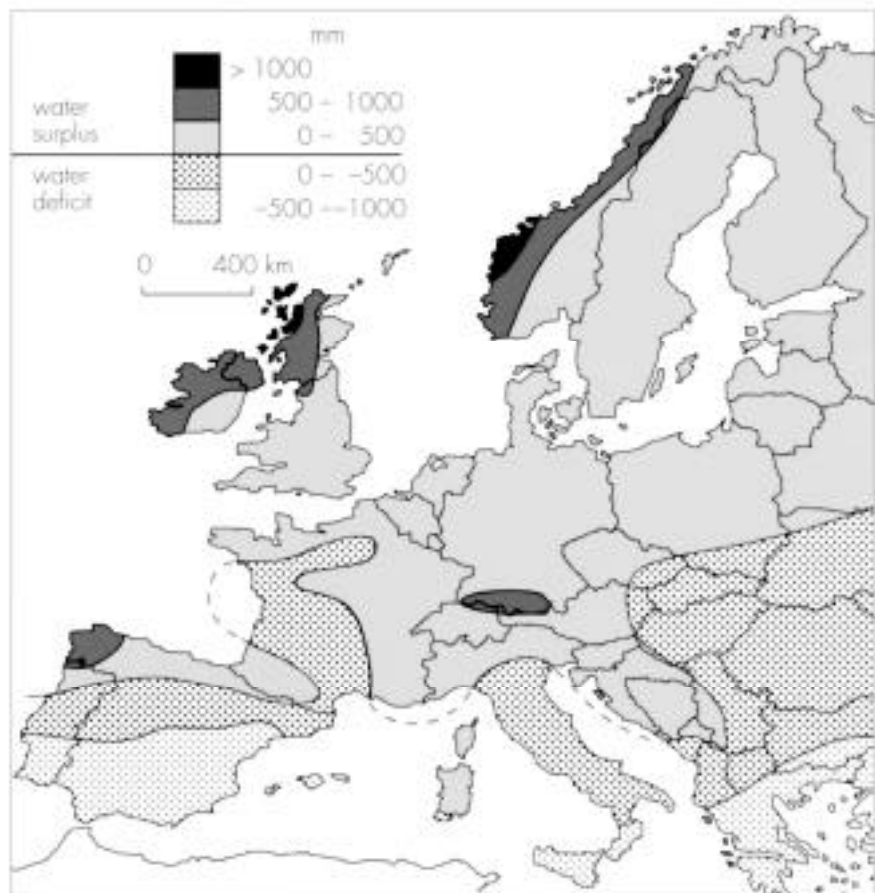 mm
> 1000
water surplus
500 – 1000
0 – 500
water deficit
0 – –500
–500 –– 1000
0 400 km